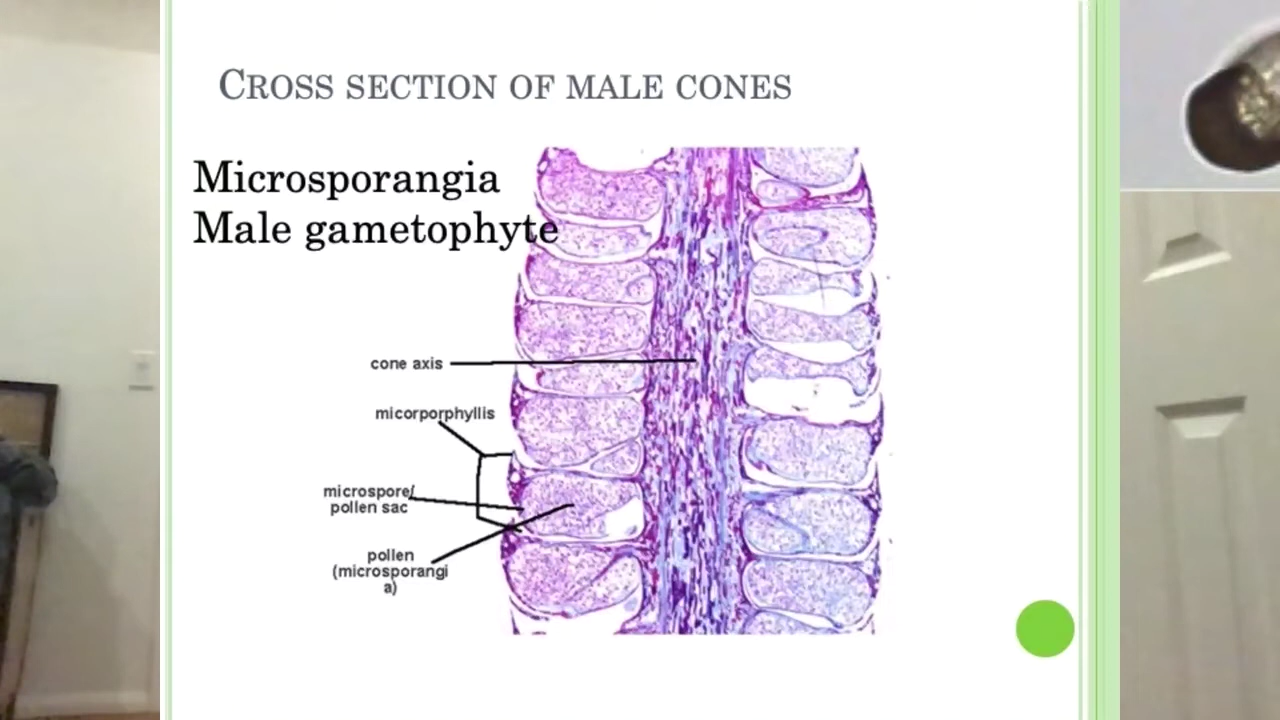 CROSS SECTION OF MALE CONES
Microsporangia
Male gametophyte
cone axis
micorporphyllis
microspore/
pollen sac
pollen
(microsporangi
a)